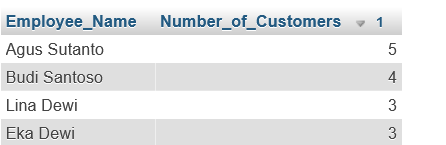 Employee_Name Number_of_Customers 1
Agus Sutanto 5
Budi Santoso 4
Lina Dewi 3
Eka Dewi 3